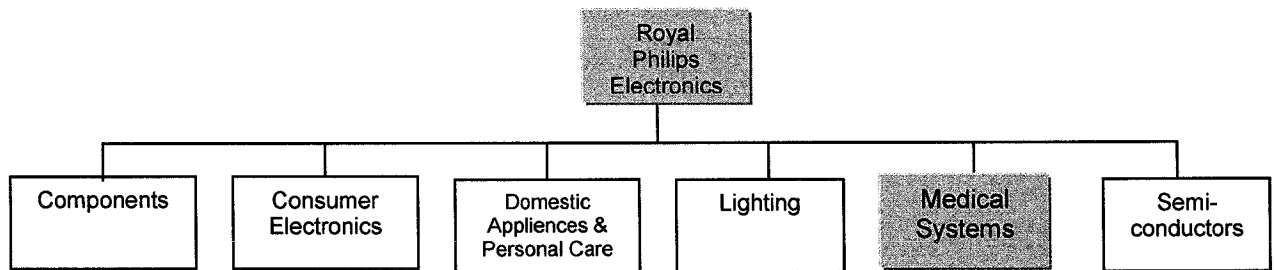 Royal
Philips
Electronics
Components
Consumer
Electronics
Domestic
Appliences &
Personal Care
Lighting
Medical
Systems
Semi-
conductors